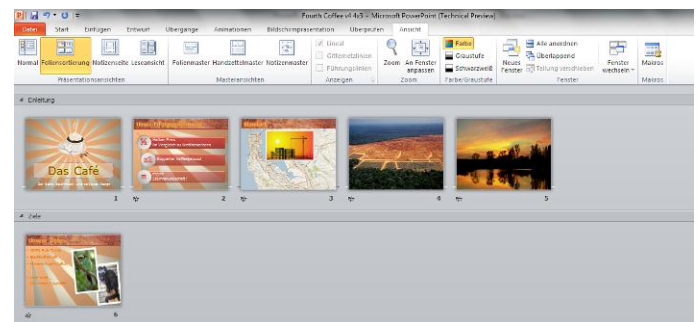 Fourth Coffee v4 4x3 - Microsoft PowerPoint (Technical Preview)
Datei Start Einfügen Entwurf Übergänge Animationen Bildschirmpräsentation Überprüfen Ansicht
Normal Foliensortierung Notizenseite Leseansicht
Präsentationsansichten
Folienmaster Handzettelmaster Notizenmaster
Masteransichten
Lineal
Gitternetzlinien
Führungslinien
Anzeigen
Zoom An Fenster anpassen
Zoom
Farbe
Graustufe
Schwarzweiß
Farbe/Graustufe
Neues Fenster
Alle anordnen
Überlappend
Teilung verschieben
Fenster wechseln
Fenster
Makros
Makros
Einleitung
Das Café
1
2
3
4
5
Ziele
6